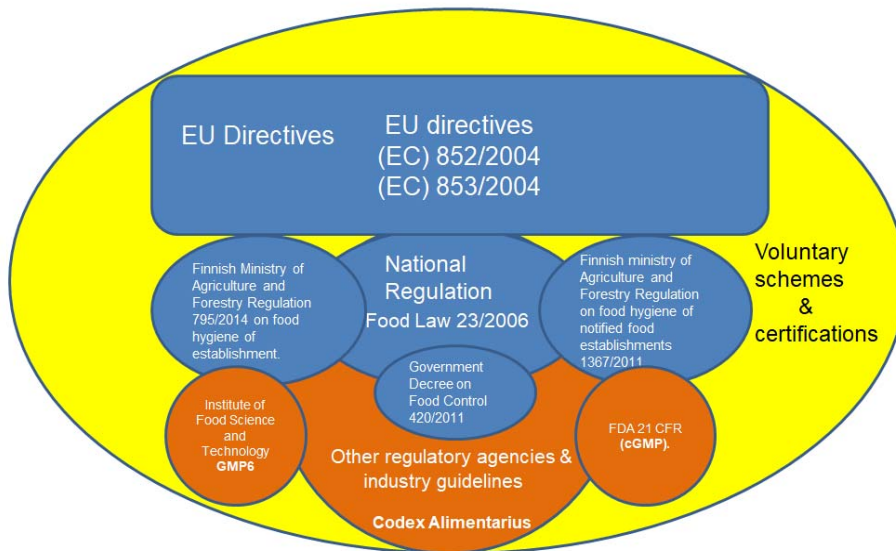 EU Directives
EU directives
(EC) 852/2004
(EC) 853/2004
Finnish Ministry of
Agriculture and
Forestry Regulation
795/2014 on food
hygiene of
establishment.
National
Regulation
Food Law 23/2006
Finnish ministry of
Agriculture and
Forestry Regulation
on food hygiene of
notified food
establishments
1367/2011
Voluntary
schemes
&
certifications
Government
Decree on
Food Control
420/2011
Institute of
Food Science
and
Technology
GMP6
FDA 21 CFR
(cGMP).
Other regulatory agencies &
industry guidelines
Codex Alimentarius